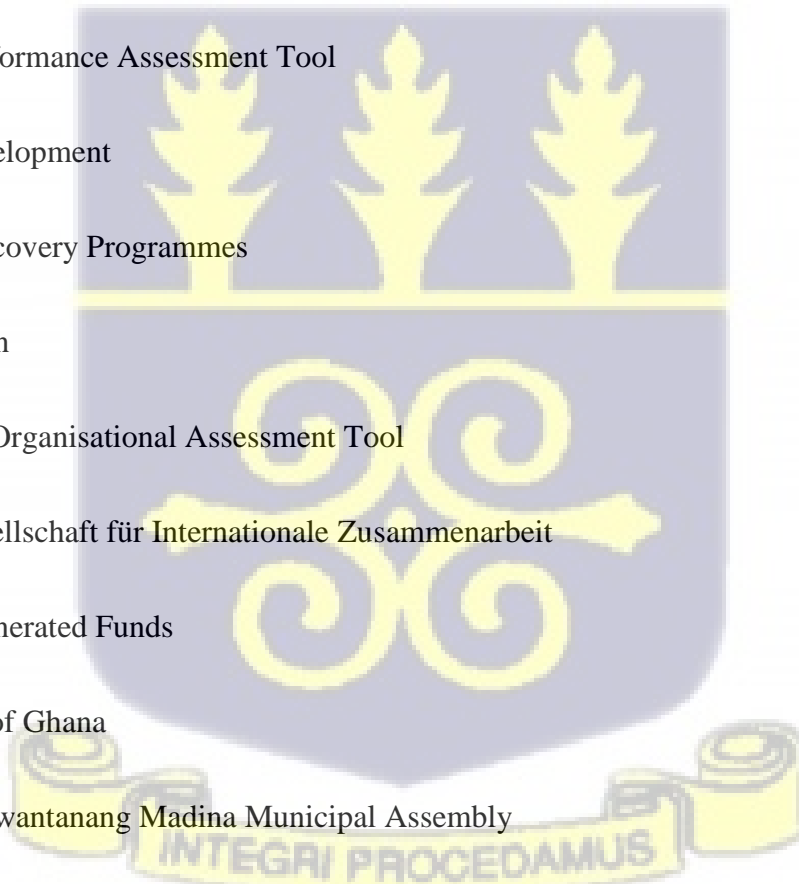 ormance Assessment Tool
elopment
covery Programmes
n
Organisational Assessment Tool
ellschaft für Internationale Zusammenarbeit
nerated Funds
of Ghana
wantanang Madina Municipal Assembly
INTEGRI PROCEDAMUS